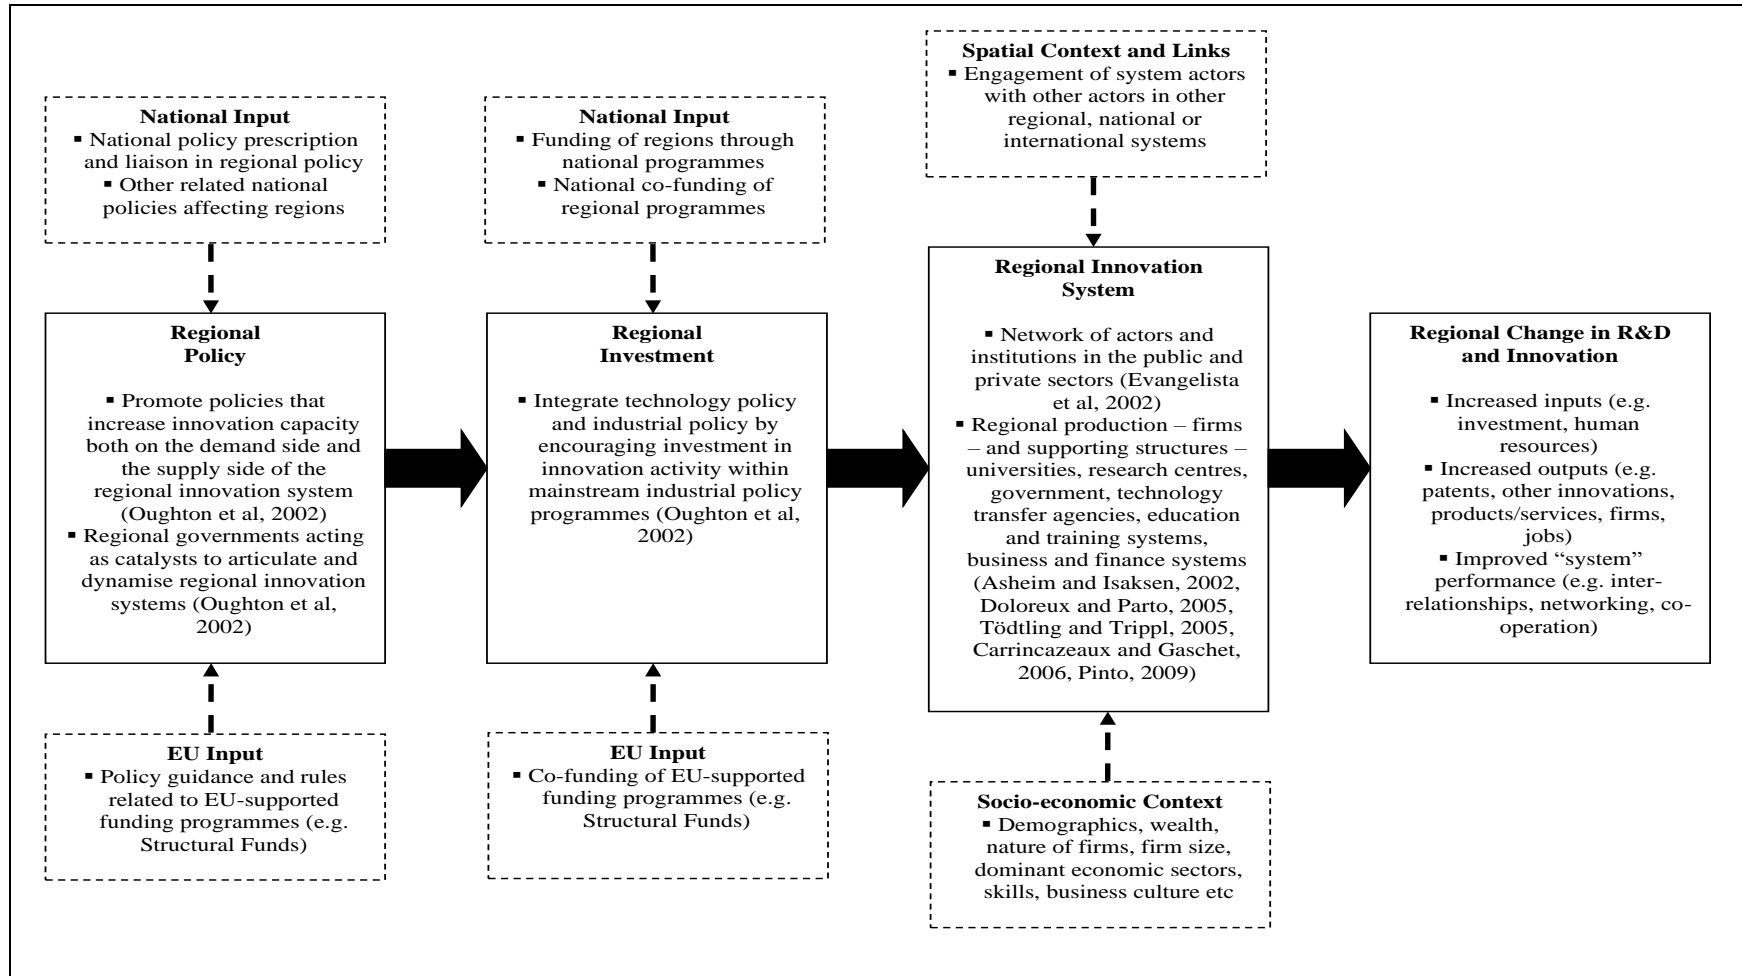 National Input
▪ National policy prescription
and liaison in regional policy
▪ Other related national
policies affecting regions
National Input
▪ Funding of regions through
national programmes
▪ National co-funding of
regional programmes
Spatial Context and Links
▪ Engagement of system actors
with other actors in other
regional, national or
international systems
Regional
Policy
▪ Promote policies that
increase innovation capacity
both on the demand side and
the supply side of the
regional innovation system
(Oughton et al, 2002)
▪ Regional governments acting
as catalysts to articulate and
dynamise regional innovation
systems (Oughton et al,
2002)
Regional
Investment
▪ Integrate technology policy
and industrial policy by
encouraging investment in
innovation activity within
mainstream industrial policy
programmes (Oughton et al,
2002)
Regional Innovation
System
▪ Network of actors and
institutions in the public and
private sectors (Evangelista
et al, 2002)
▪ Regional production – firms
– and supporting structures –
universities, research centres,
government, technology
transfer agencies, education
and training systems,
business and finance systems
(Asheim and Isaksen, 2002,
Doloreux and Parto, 2005,
Tödtling and Trippl, 2005,
Carrincazeaux and Gaschet,
2006, Pinto, 2009)
Regional Change in R&D
and Innovation
▪ Increased inputs (e.g.
investment, human
resources)
▪ Increased outputs (e.g.
patents, other innovations,
products/services, firms,
jobs)
▪ Improved “system”
performance (e.g. inter-
relationships, networking, co-
operation)
EU Input
▪ Policy guidance and rules
related to EU-supported
funding programmes (e.g.
Structural Funds)
EU Input
▪ Co-funding of EU-supported
funding programmes (e.g.
Structural Funds)
Socio-economic Context
▪ Demographics, wealth,
nature of firms, firm size,
dominant economic sectors,
skills, business culture etc